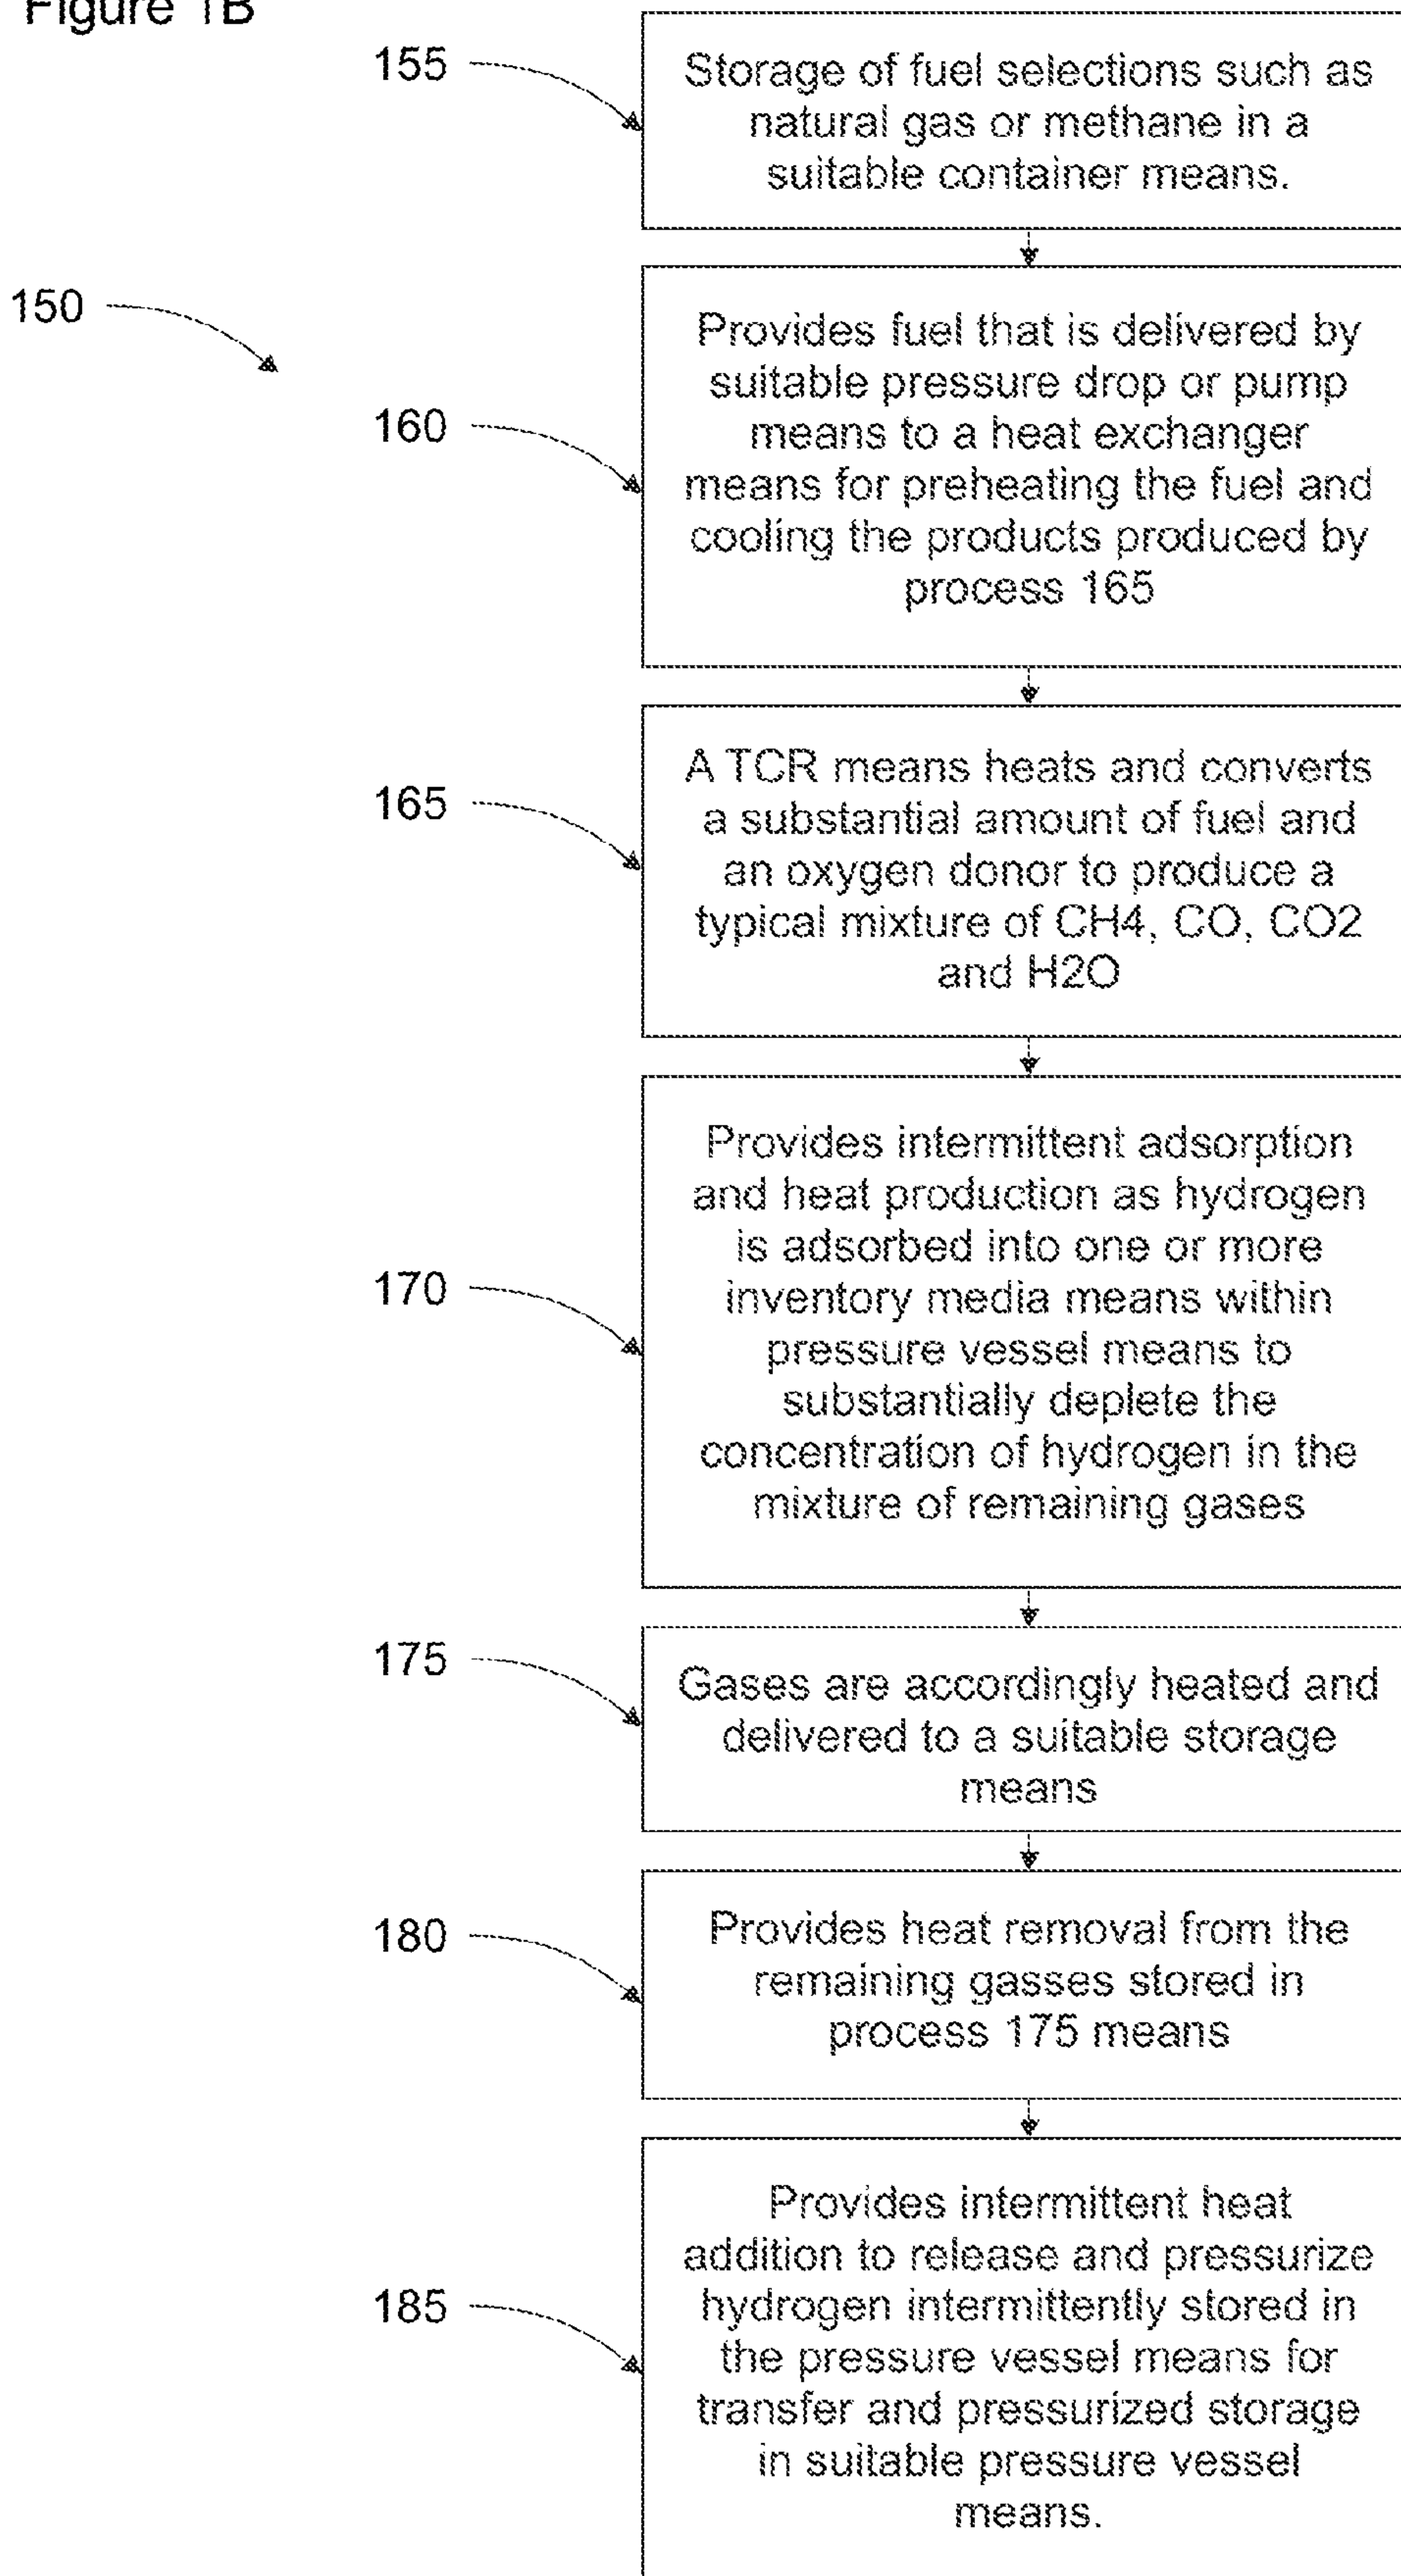 Figure 1B
155
Storage of fuel selections such as
natural gas or methane in a
suitable container means.
150
160
Provides fuel that is delivered by
suitable pressure drop or pump
means to a heat exchanger
means for preheating the fuel and
cooling the products produced by
process 165
165
A TCR means heats and converts
a substantial amount of fuel and
an oxygen donor to produce a
typical mixture of CH4, CO, CO2
and H2O
170
Provides intermittent adsorption
and heat production as hydrogen
is adsorbed into one or more
inventory media means within
pressure vessel means to
substantially deplete the
concentration of hydrogen in the
mixture of remaining gases
175
Gases are accordingly heated and
delivered to a suitable storage
means
180
Provides heat removal from the
remaining gasses stored in
process 175 means
185
Provides intermittent heat
addition to release and pressurize
hydrogen intermittently stored in
the pressure vessel means for
transfer and pressurized storage
in suitable pressure vessel
means.